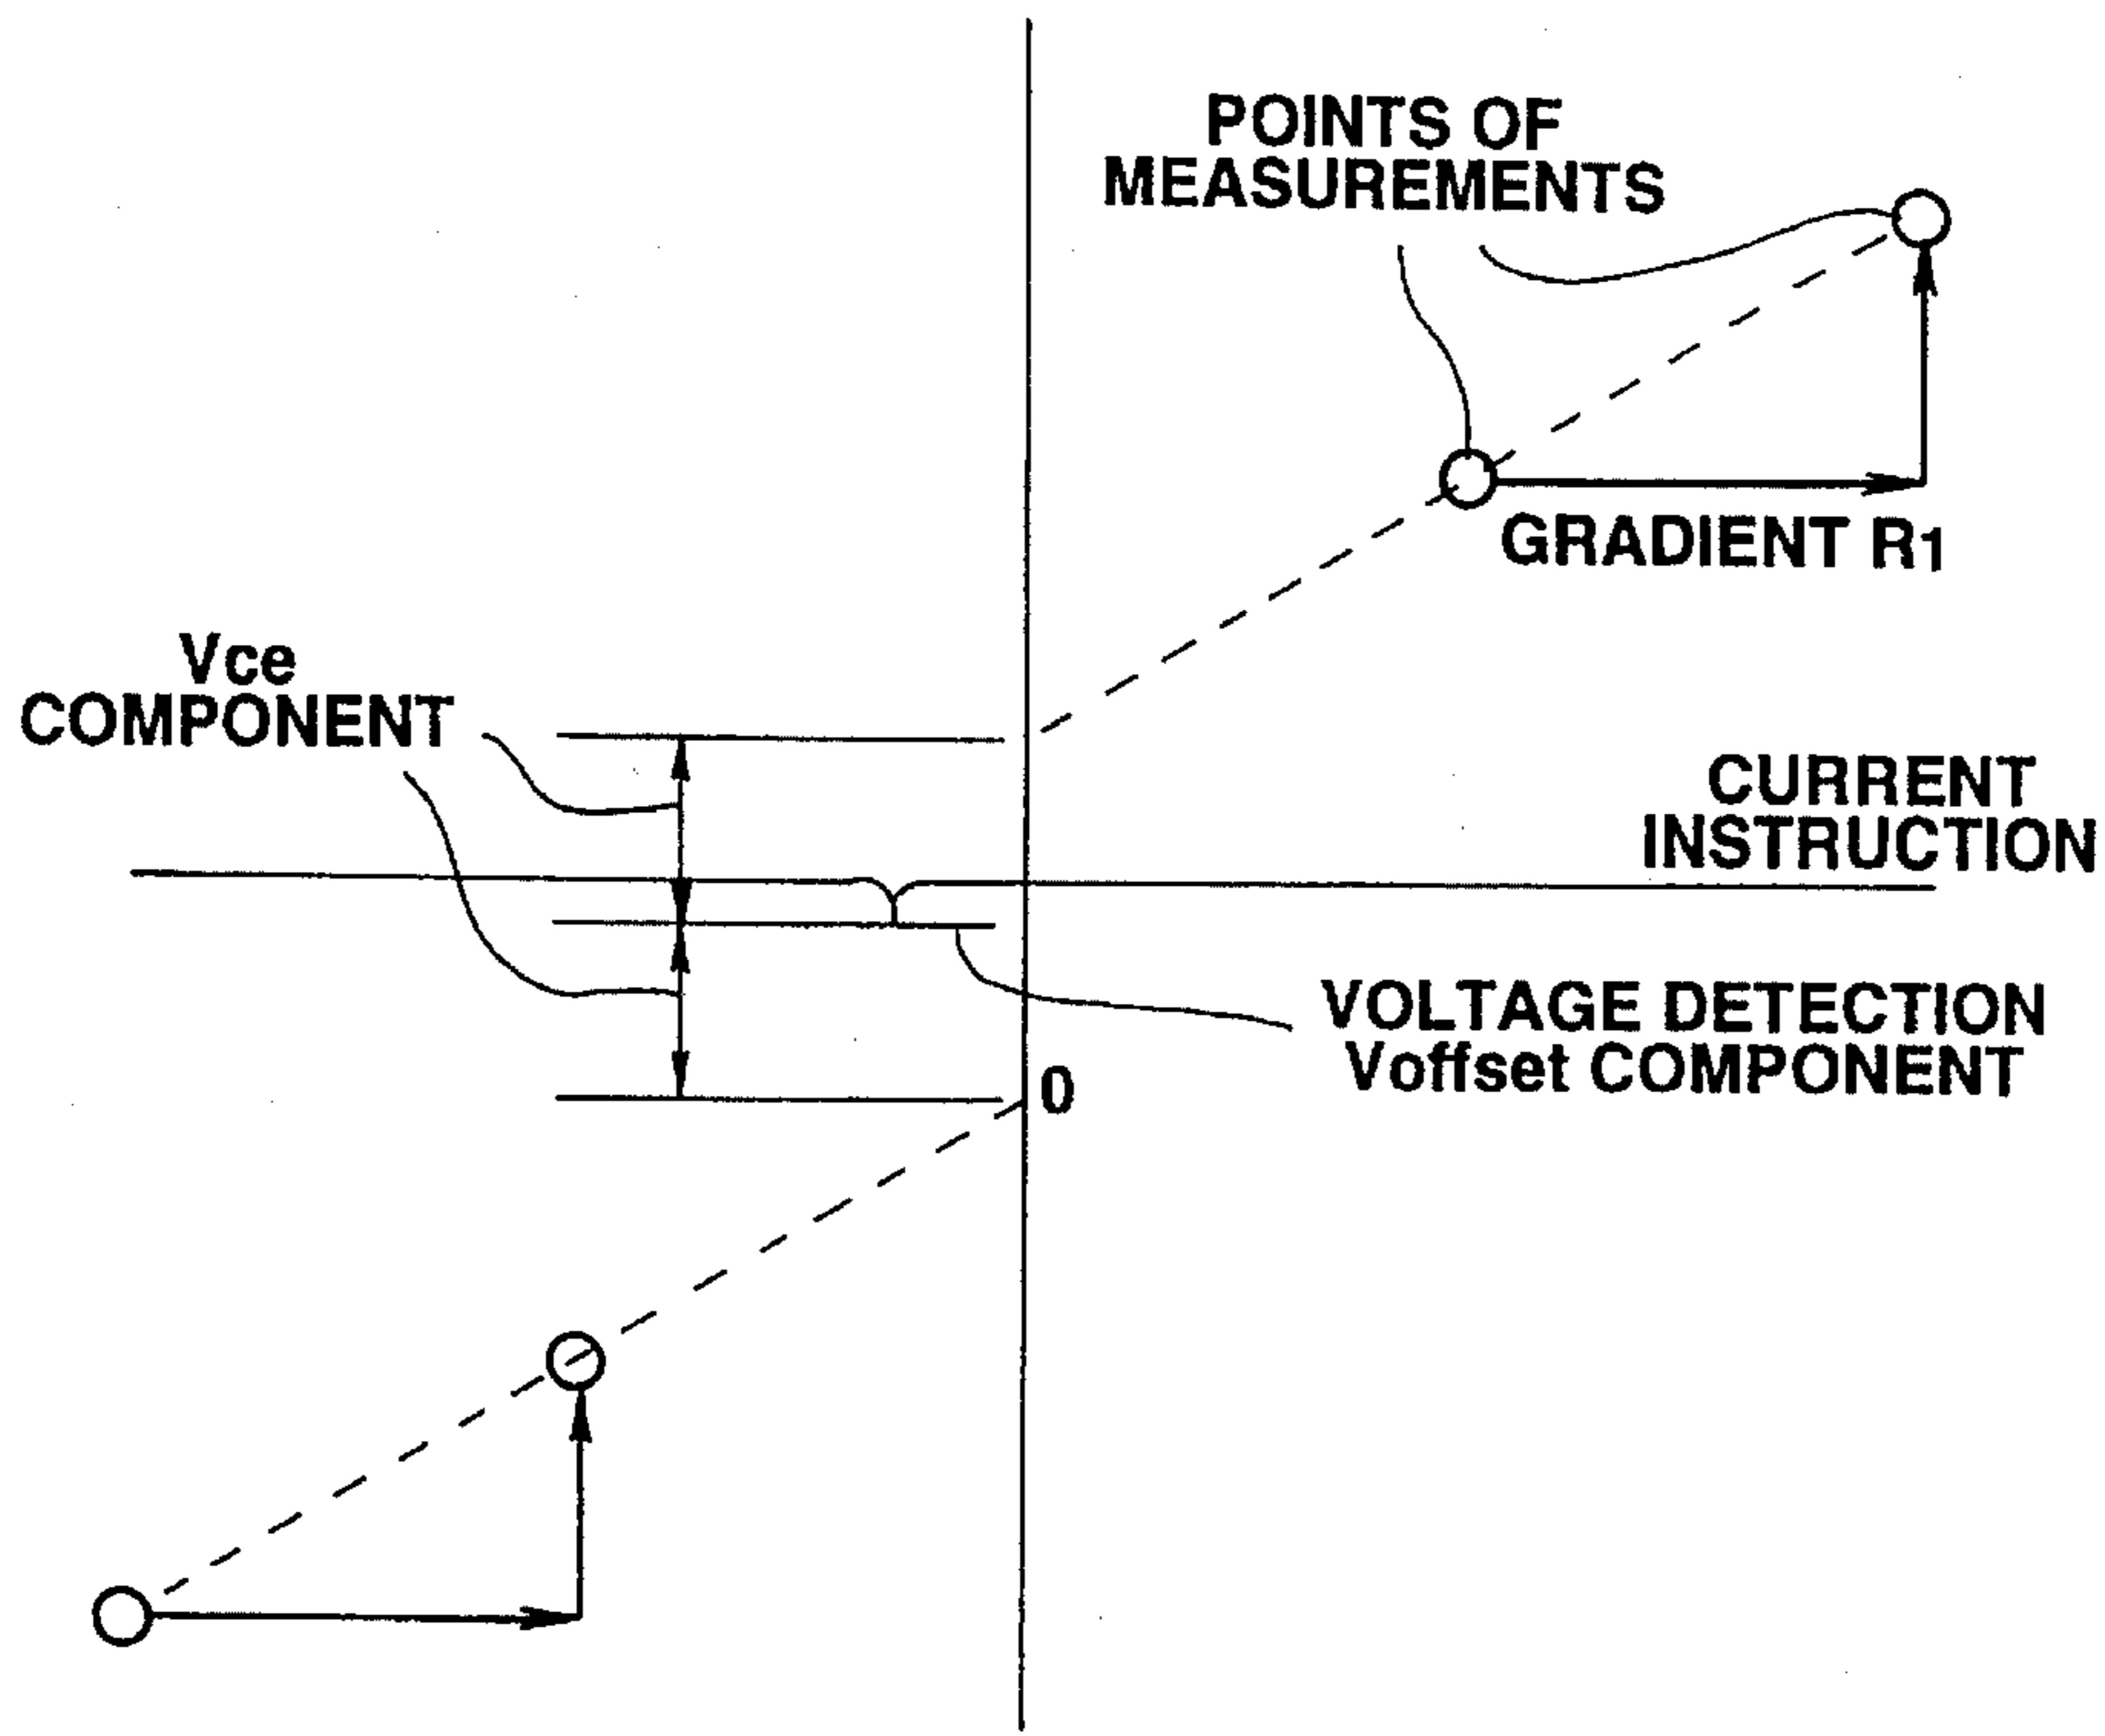 POINTS OF
MEASUREMENTS
GRADIENT R1
Vce
COMPONENT
CURRENT
INSTRUCTION
VOLTAGE DETECTION
Voffset COMPONENT
0